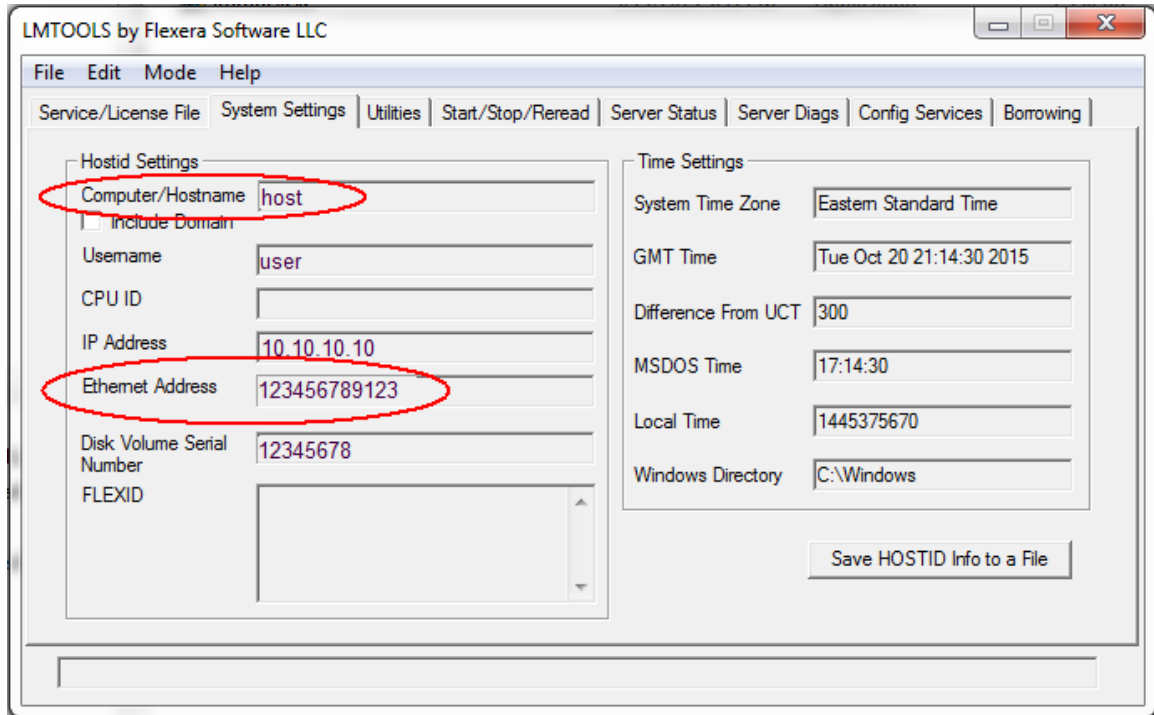 LMTOOLS by Flexera Software LLC
File Edit Mode Help
Service/License File System Settings Utilities Start/Stop/Reread Server Status Server Diags Config Services Borrowing
Hostid Settings
Computer/Hostname host
Include Domain
Username user
CPU ID
IP Address 10.10.10.10
Ethernet Address 123456789123
Disk Volume Serial
Number 12345678
FLEXID
Time Settings
System Time Zone Eastern Standard Time
GMT Time Tue Oct 20 21:14:30 2015
Difference From UCT 300
MSDOS Time 17:14:30
Local Time 1445375670
Windows Directory C:\Windows
Save HOSTID Info to a File